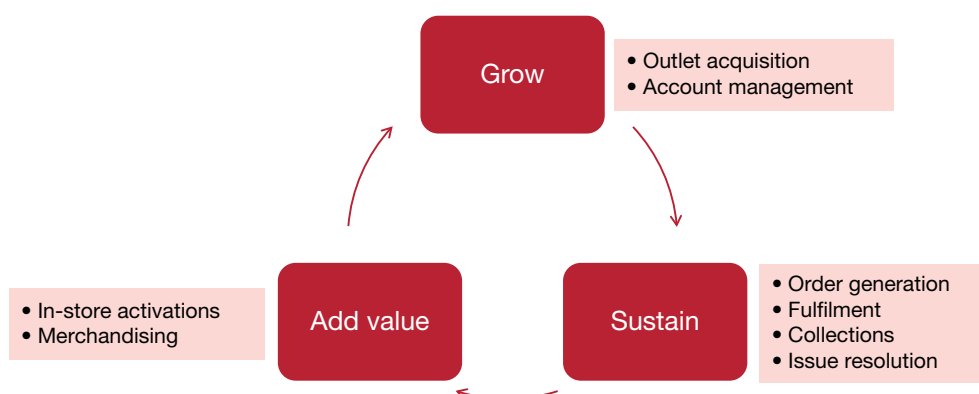 Grow
• Outlet acquisition
• Account management
Add value
• In-store activations
• Merchandising
Sustain
• Order generation
• Fulfilment
• Collections
• Issue resolution